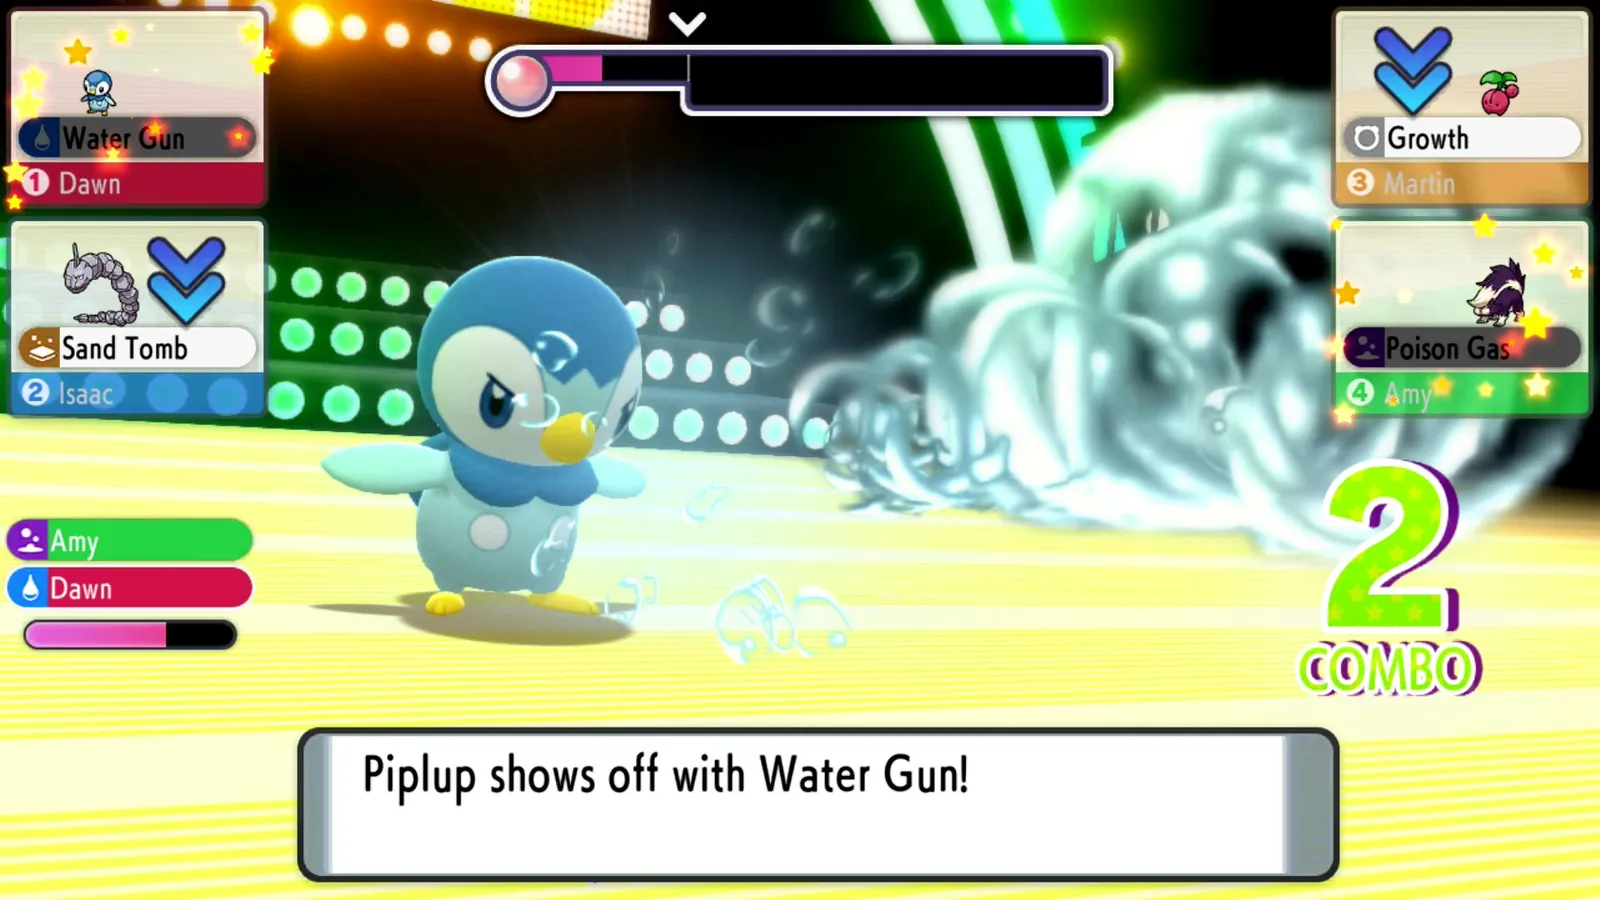 Water Gun
1 Dawn
Sand Tomb
2 Isaac
Growth
3 Martin
Poison Gas
4 Amy
Amy
Dawn
2
COMBO
Piplup shows off with Water Gun!